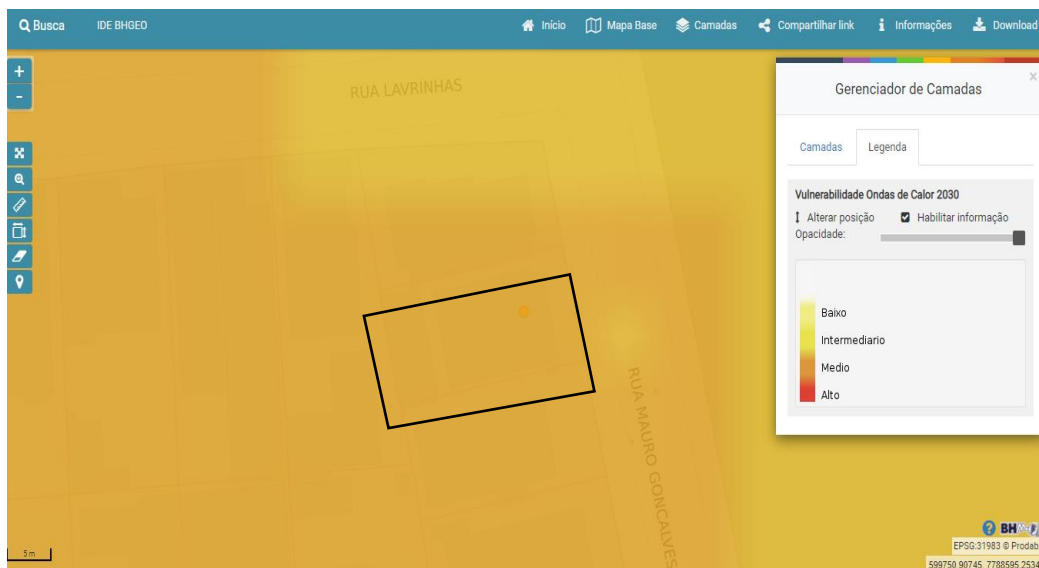 Busca IDE BHGEO Início Mapa Base Camadas Compartilhar link Informações Download
+
-
RUA LAVRINHAS
RUA MAURO GONCALVES
5 m
×
Gerenciador de Camadas
Camadas Legenda
Vulnerabilidade Ondas de Calor 2030
Alterar posição Habilitar informação
Opacidade:
Baixo
Intermediario
Medio
Alto
? BH
EPSG:31983 © Prodab
599750.90745, 7788595.2534